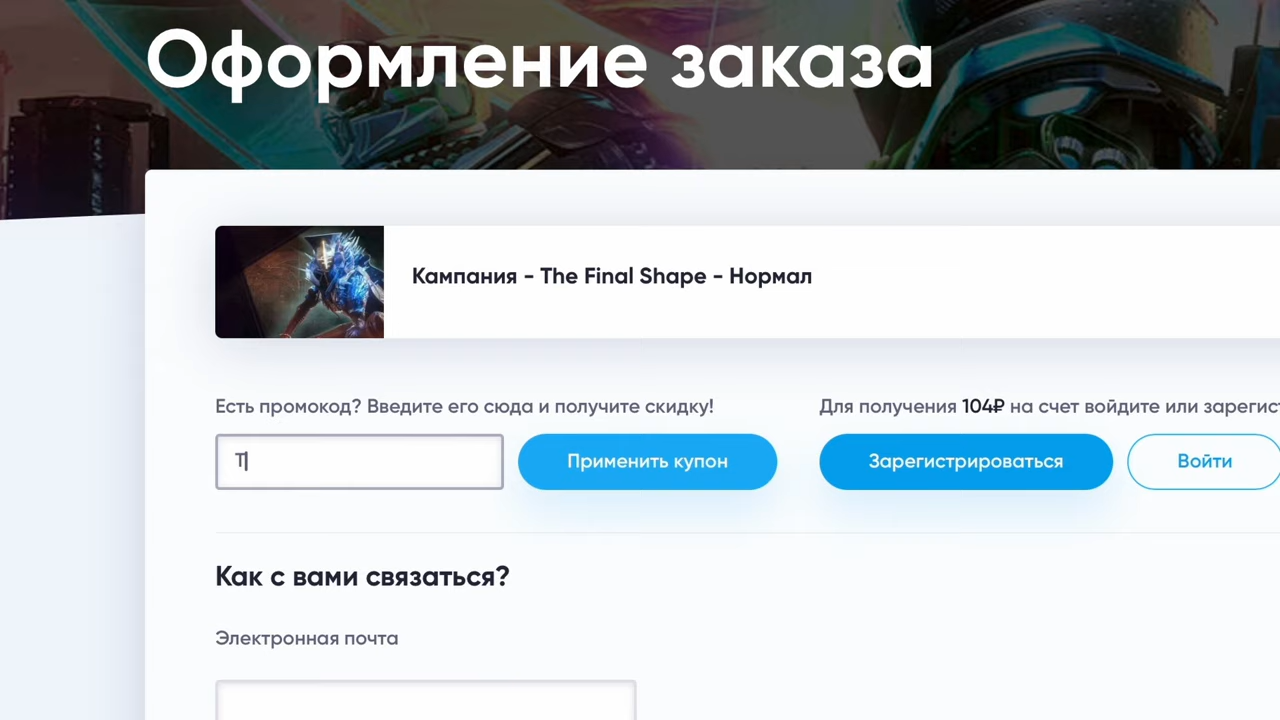 Оформление заказа
Кампания - The Final Shape - Нормал
Есть промокод? Введите его сюда и получите скидку!
Для получения 104₽ на счет войдите или зарегис
T
Применить купон
Зарегистрироваться
Войти
Как с вами связаться?
Электронная почта